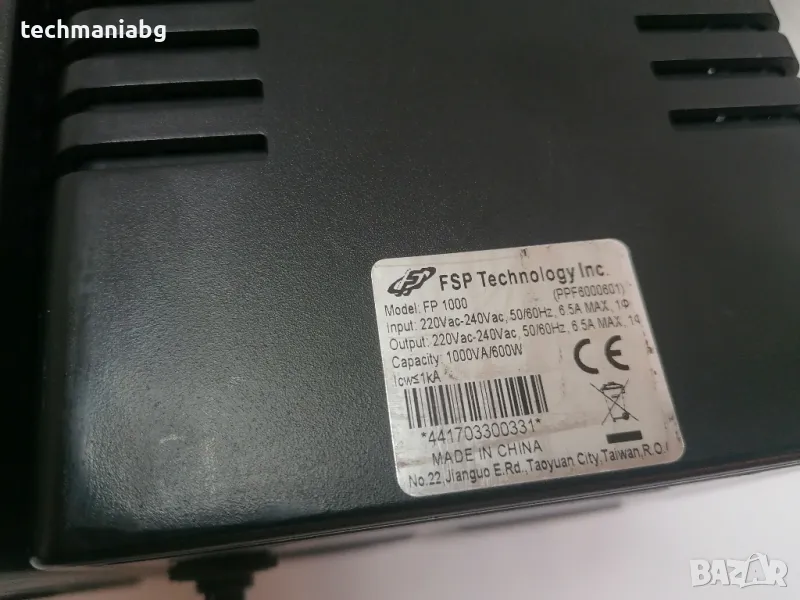 techmaniabg
FSP Technology Inc.
Model: FP 1000 (PPF6000601)
Input: 220Vac-240Vac, 50/60Hz, 6.5A MAX, 1Φ
Output: 220Vac-240Vac, 50/60Hz, 6.5A MAX, 1Φ
Capacity: 1000VA/600W
Icw≤1kA
CE
*441703300331*
MADE IN CHINA
No.22,Jianguo E.Rd.,Taoyuan City,Taiwan,R.O.
BAZAR